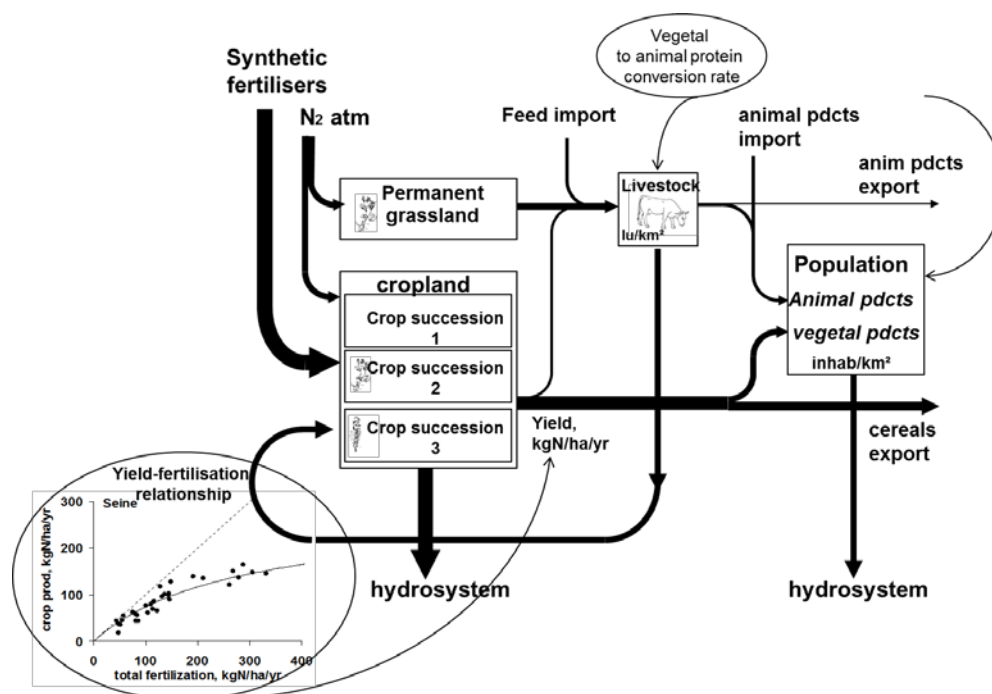 Vegetal
to animal protein
conversion rate
Synthetic
fertilisers
N₂ atm
Feed import
animal pdcts
import
anim pdcts
export
Permanent
grassland
Livestock
lu/km²
Population
Animal pdcts
vegetal pdcts
inhab/km²
cropland
Crop succession
1
Crop succession
2
Crop succession
3
Yield,
kgN/ha/yr
cereals
export
Yield-fertilisation
relationship
Seine
300
200
100
0
crop prod, kgN/ha/yr
0
100
200
300
400
total fertilization, kgN/ha/yr
hydrosystem
hydrosystem